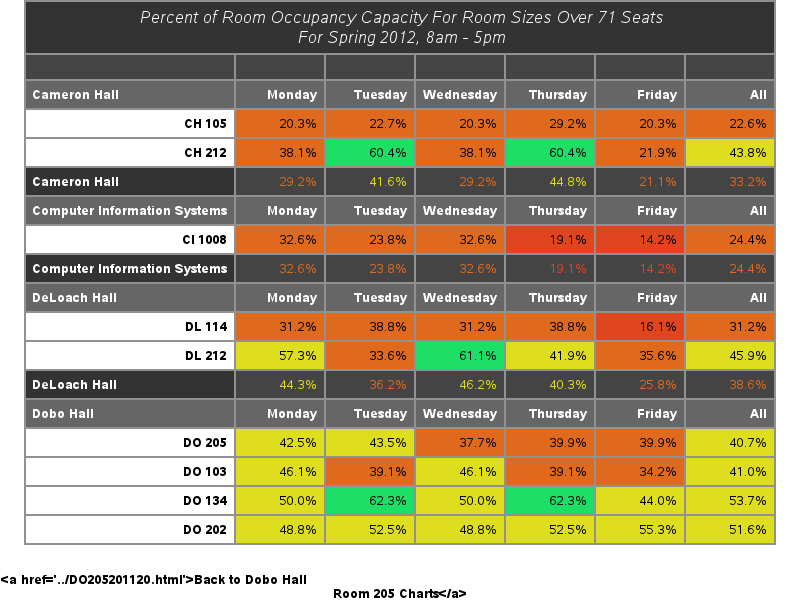 Percent of Room Occupancy Capacity For Room Sizes Over 71 Seats
For Spring 2012, 8am - 5pm
Cameron Hall Monday Tuesday Wednesday Thursday Friday All
CH 105 20.3% 22.7% 20.3% 29.2% 20.3% 22.6%
CH 212 38.1% 60.4% 38.1% 60.4% 21.9% 43.8%
Cameron Hall 29.2% 41.6% 29.2% 44.8% 21.1% 33.2%
Computer Information Systems Monday Tuesday Wednesday Thursday Friday All
CI 1008 32.6% 23.8% 32.6% 19.1% 14.2% 24.4%
Computer Information Systems 32.6% 23.8% 32.6% 19.1% 14.2% 24.4%
DeLoach Hall Monday Tuesday Wednesday Thursday Friday All
DL 114 31.2% 38.8% 31.2% 38.8% 16.1% 31.2%
DL 212 57.3% 33.6% 61.1% 41.9% 35.6% 45.9%
DeLoach Hall 44.3% 36.2% 46.2% 40.3% 25.8% 38.6%
Dobo Hall Monday Tuesday Wednesday Thursday Friday All
DO 205 42.5% 43.5% 37.7% 39.9% 39.9% 40.7%
DO 103 46.1% 39.1% 46.1% 39.1% 34.2% 41.0%
DO 134 50.0% 62.3% 50.0% 62.3% 44.0% 53.7%
DO 202 48.8% 52.5% 48.8% 52.5% 55.3% 51.6%
<a href='../DO205201120.html'>Back to Dobo Hall
Room 205 Charts</a>